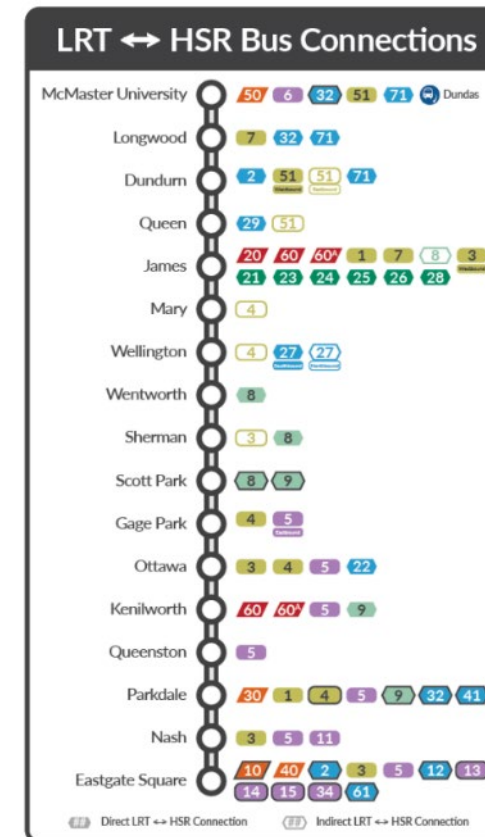 LRT ↔ HSR Bus Connections
McMaster University 50 6 32 51 71 Dundas
Longwood 7 32 71
Dundurn 2 51 51 71
Queen 29 51
James 20 60 60A 1 7 8 3
21 23 24 25 26 28
Mary 4
Wellington 4 27 27
Wentworth 8
Sherman 3 8
Scott Park 8 9
Gage Park 4 5
Ottawa 3 4 5 22
Kenilworth 60 60A 5 9
Queenston 5
Parkdale 30 1 4 5 9 32 41
Nash 3 5 11
Eastgate Square 10 40 2 3 5 12 13
14 15 34 61
## Direct LRT ↔ HSR Connection ## Indirect LRT ↔ HSR Connection